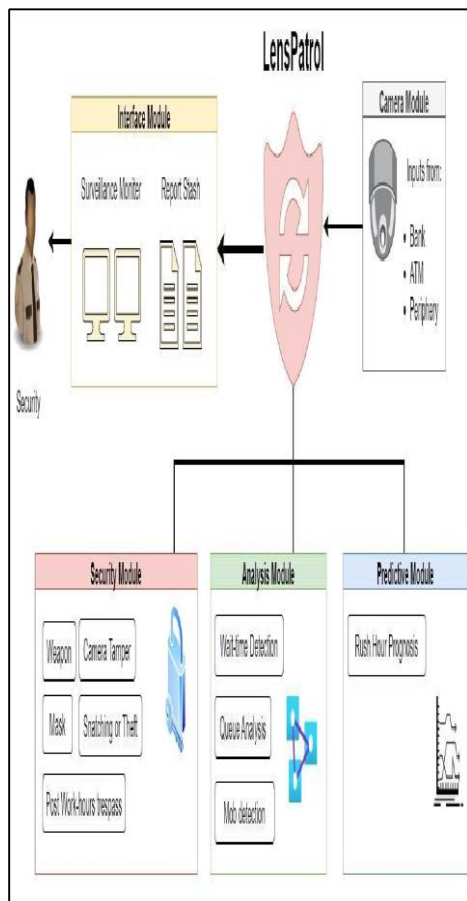 LensPatrol
Interface Module
Surveillance Moniter
Report Stash
Security
Camera Module
Inputs from:
• Bank
• ATM
• Periphery
Security Module
Weapon
Camera Tamper
Mask
Snatching or Theft
Post Work-hours trespass
Analysis Module
Wait-time Detection
Queue Analysis
Mob detection
Predictive Module
Rush Hour Prognosis